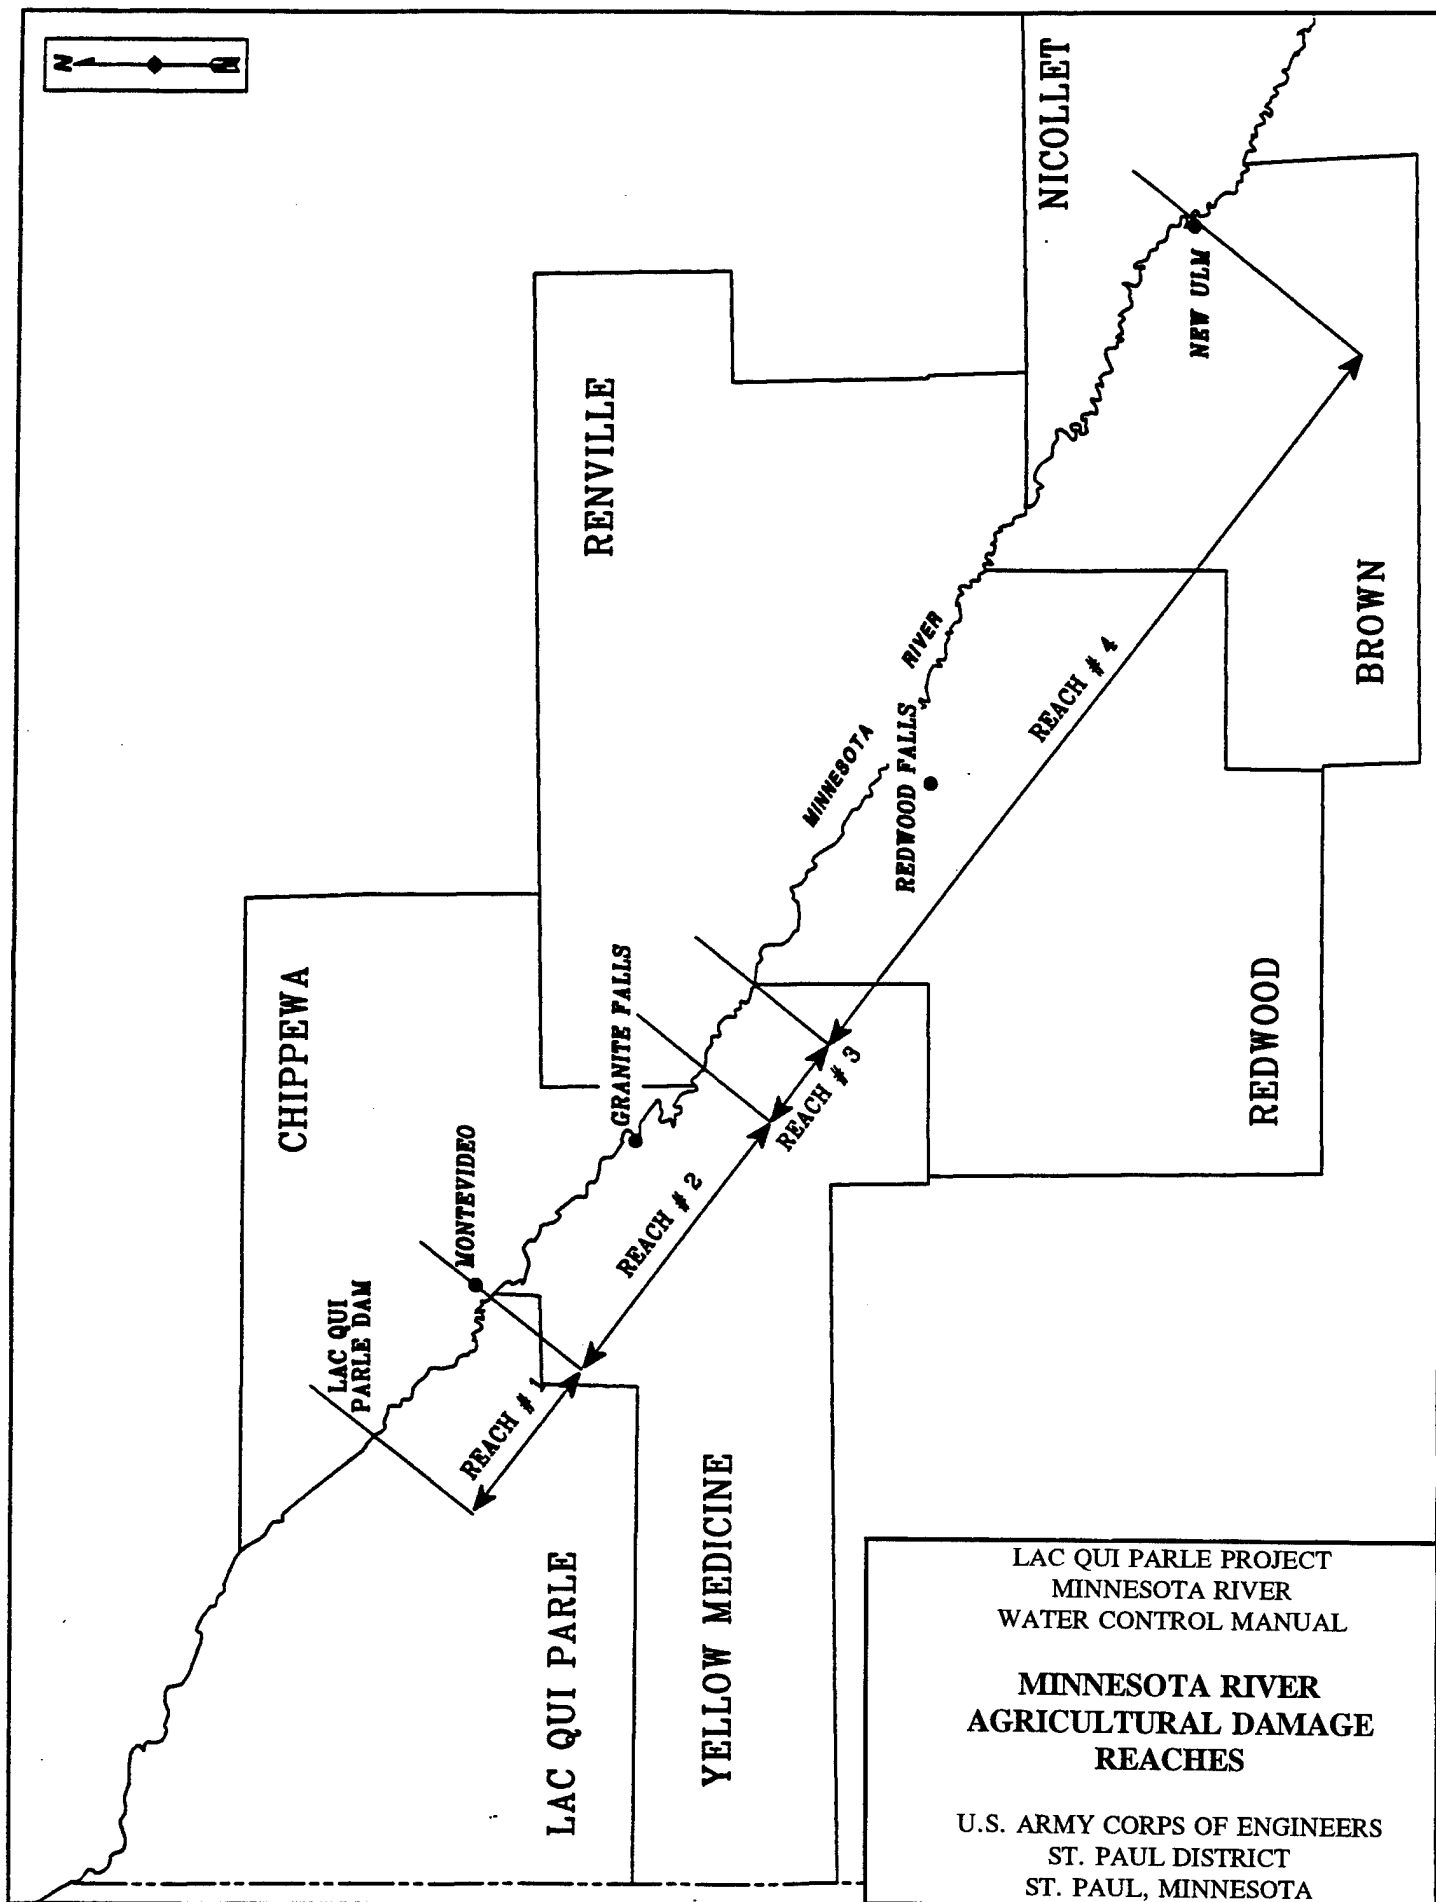 N
NICOLLET
NEW ULM
RENVILLE
BROWN
RIVER
MINNESOTA
REDWOOD FALLS
REACH # 4
CHIPPEWA
GRANITE FALLS
REDWOOD
REACH # 3
MONTEVIDEO
REACH # 2
LAC QUI
PARLE DAM
REACH # 1
LAC QUI PARLE
YELLOW MEDICINE
LAC QUI PARLE PROJECT
MINNESOTA RIVER
WATER CONTROL MANUAL
MINNESOTA RIVER
AGRICULTURAL DAMAGE
REACHES
U.S. ARMY CORPS OF ENGINEERS
ST. PAUL DISTRICT
ST. PAUL, MINNESOTA